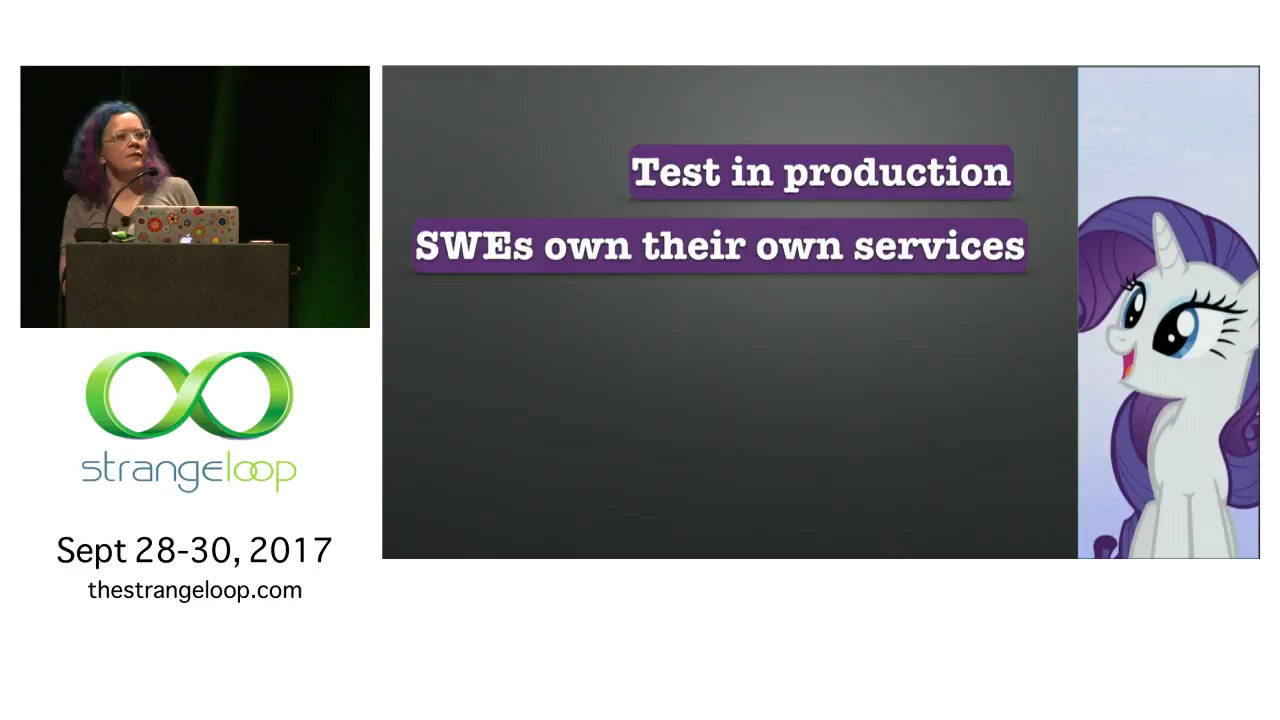 Test in production
SWEs own their own services
strangeloop
Sept 28-30, 2017
thestrangeloop.com